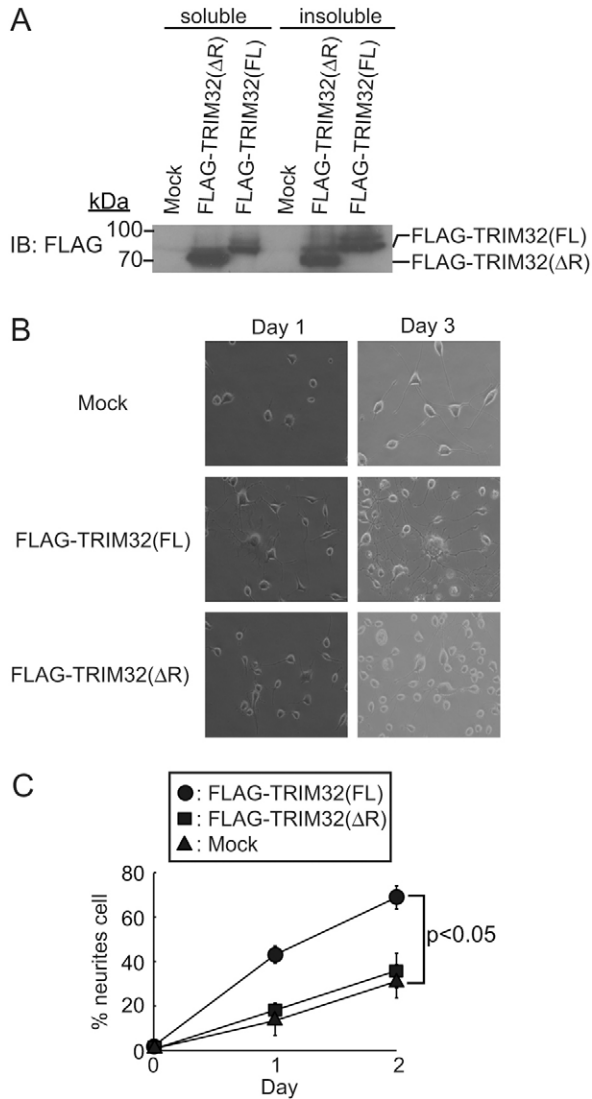 A
soluble insoluble
Mock
FLAG-TRIM32(ΔR)
FLAG-TRIM32(FL)
Mock
FLAG-TRIM32(ΔR)
FLAG-TRIM32(FL)
kDa
100
70
IB: FLAG
FLAG-TRIM32(FL)
FLAG-TRIM32(ΔR)
B
Day 1 Day 3
Mock
FLAG-TRIM32(FL)
FLAG-TRIM32(ΔR)
C
: FLAG-TRIM32(FL)
: FLAG-TRIM32(ΔR)
: Mock
80
60
40
20
0
% neurites cell
p<0.05
0 1 2
Day